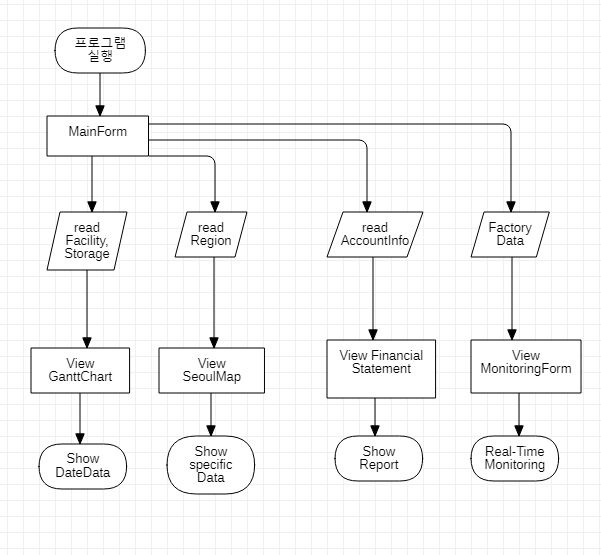 프로그램
실행
MainForm
read
Facility,
Storage
read
Region
read
AccountInfo
Factory
Data
View
GanttChart
View
SeoulMap
View Financial
Statement
View
MonitoringForm
Show
DateData
Show
specific
Data
Show
Report
Real-Time
Monitoring